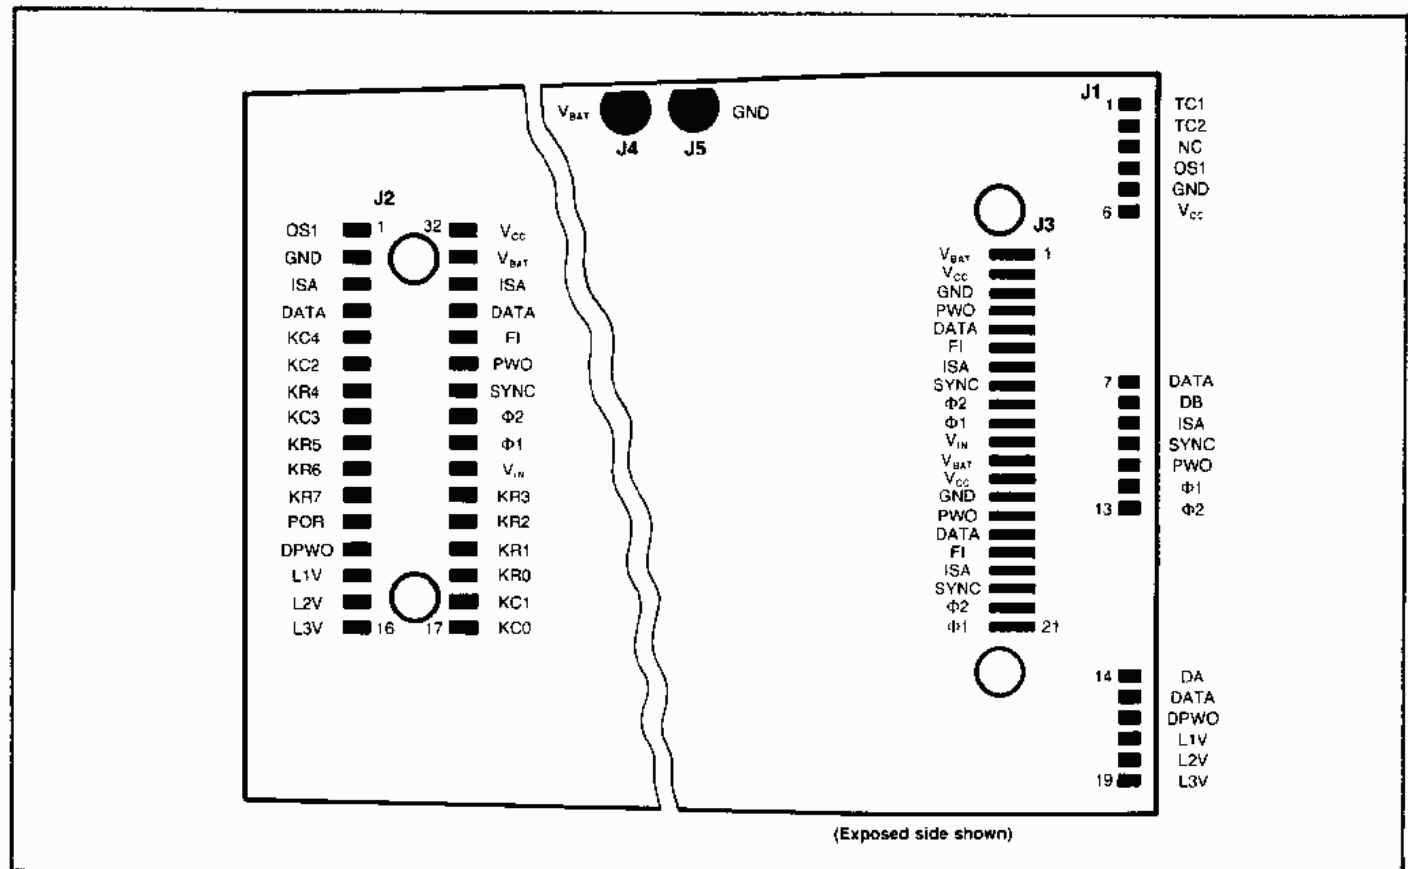 V_BAT J4 J5 GND
J1
1 TC1
TC2
NC
OS1
GND
6 V_CC
J2
OS1 1 32 V_CC
GND V_BAT
ISA ISA
DATA DATA
KC4 FI
KC2 PWO
KR4 SYNC
KC3 Φ2
KR5 Φ1
KR6 V_IN
KR7 KR3
POR KR2
DPWO KR1
L1V KR0
L2V KC1
L3V 16 17 KC0
J3
V_BAT 1
V_CC
GND
PWO
DATA
FI
ISA
SYNC
Φ2
Φ1
V_IN
V_BAT
V_CC
GND
PWO
DATA
FI
ISA
SYNC
Φ2
Φ1 21
7 DATA
DB
ISA
SYNC
PWO
Φ1
13 Φ2
14 DA
DATA
DPWO
L1V
L2V
19 L3V
(Exposed side shown)